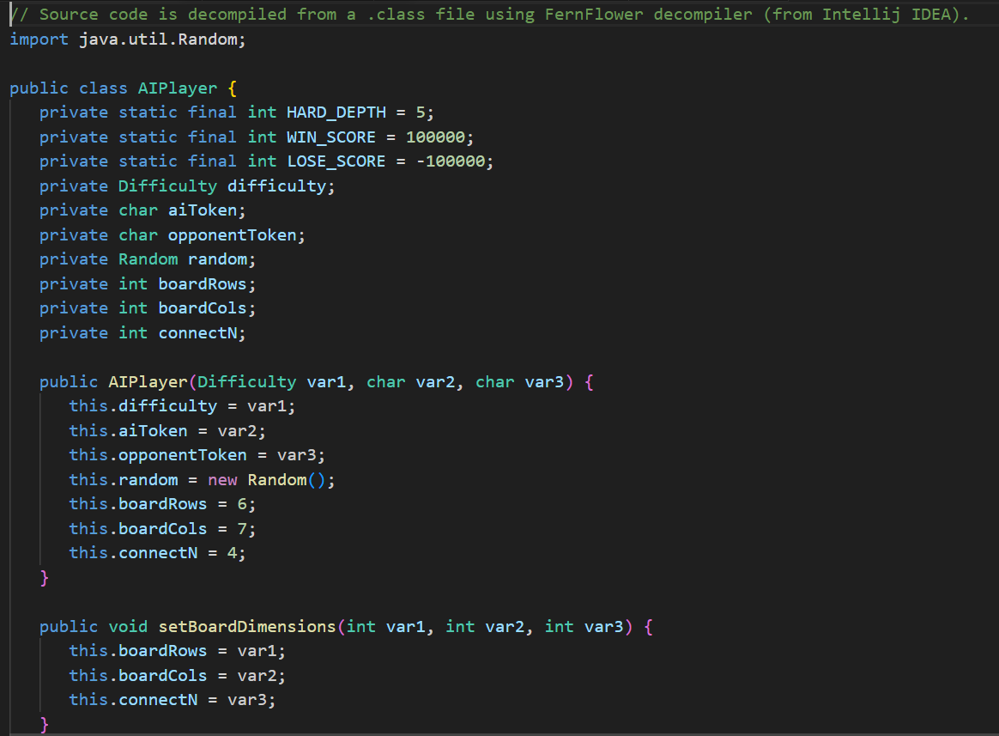 // Source code is decompiled from a .class file using FernFlower decompiler (from Intellij IDEA).
import java.util.Random;

public class AIPlayer {
   private static final int HARD_DEPTH = 5;
   private static final int WIN_SCORE = 100000;
   private static final int LOSE_SCORE = -100000;
   private Difficulty difficulty;
   private char aiToken;
   private char opponentToken;
   private Random random;
   private int boardRows;
   private int boardCols;
   private int connectN;

   public AIPlayer(Difficulty var1, char var2, char var3) {
      this.difficulty = var1;
      this.aiToken = var2;
      this.opponentToken = var3;
      this.random = new Random();
      this.boardRows = 6;
      this.boardCols = 7;
      this.connectN = 4;
   }

   public void setBoardDimensions(int var1, int var2, int var3) {
      this.boardRows = var1;
      this.boardCols = var2;
      this.connectN = var3;
   }